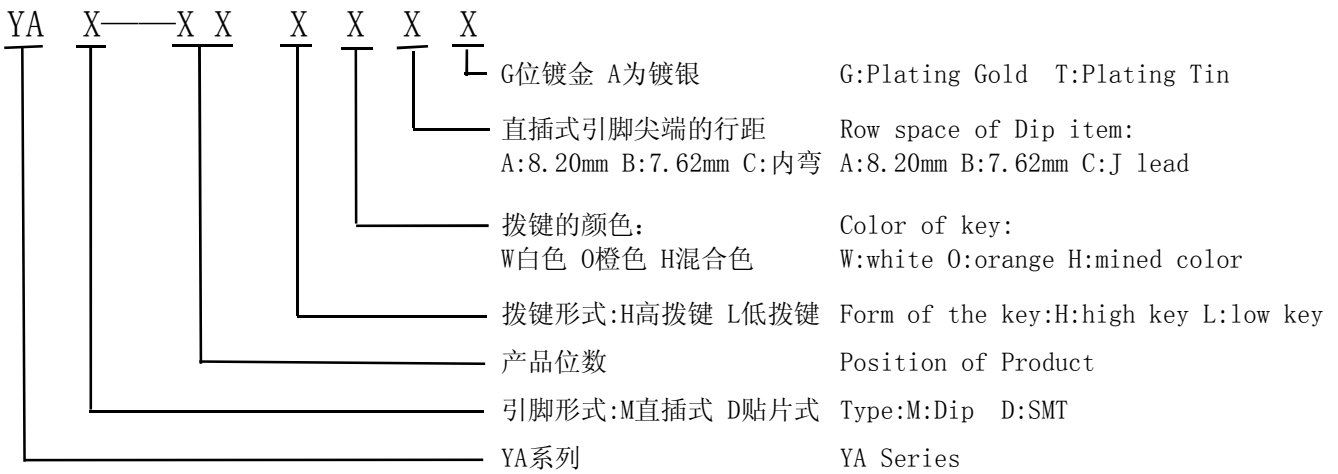 YA X——X X X X X X
G位镀金 A为镀银 G:Plating Gold T:Plating Tin
直插式引脚尖端的行距 Row space of Dip item:
A:8.20mm B:7.62mm C:内弯 A:8.20mm B:7.62mm C:J lead
拨键的颜色: Color of key:
W白色 O橙色 H混合色 W:white O:orange H:mined color
拨键形式:H高拨键 L低拨键 Form of the key:H:high key L:low key
产品位数 Position of Product
引脚形式:M直插式 D贴片式 Type:M:Dip D:SMT
YA系列 YA Series